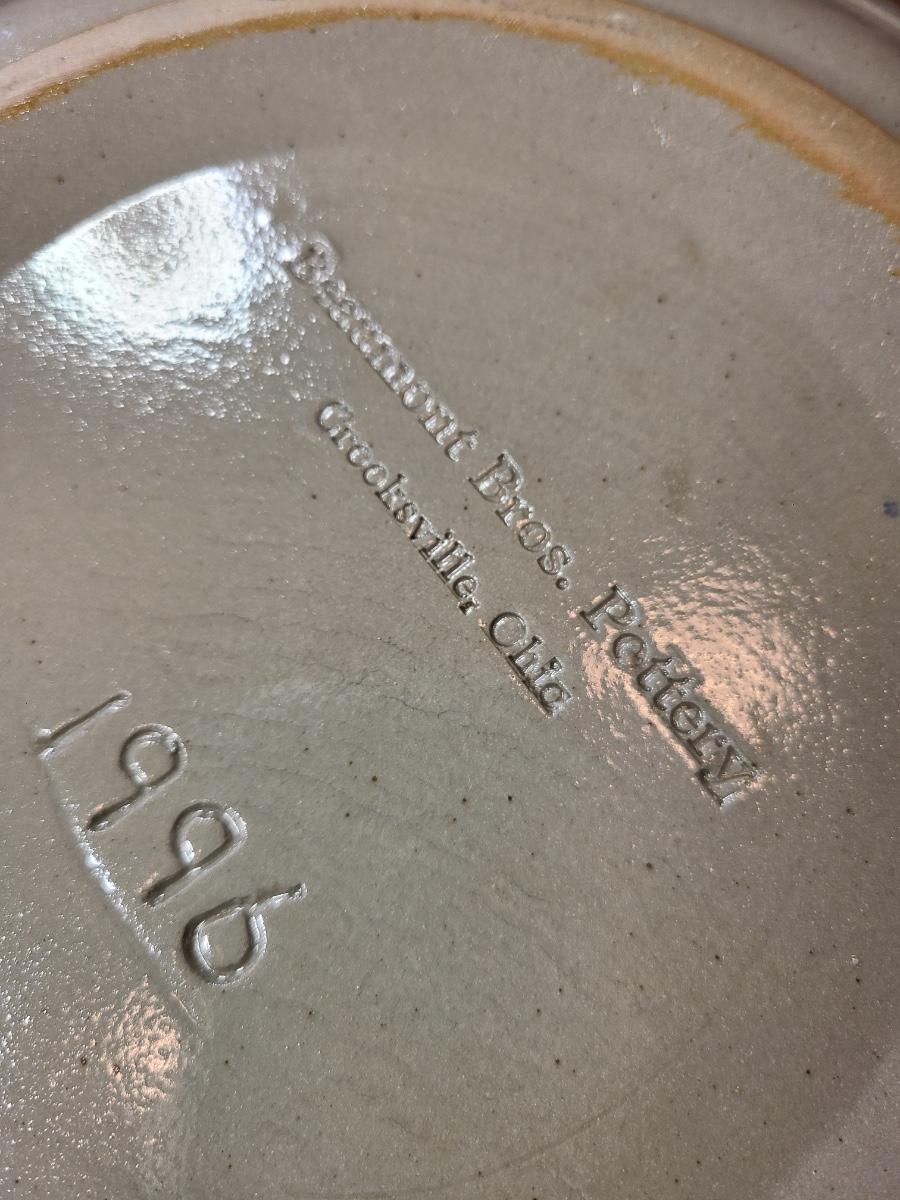 Beaumont Bros. Pottery
Crooksville, Ohio
1996